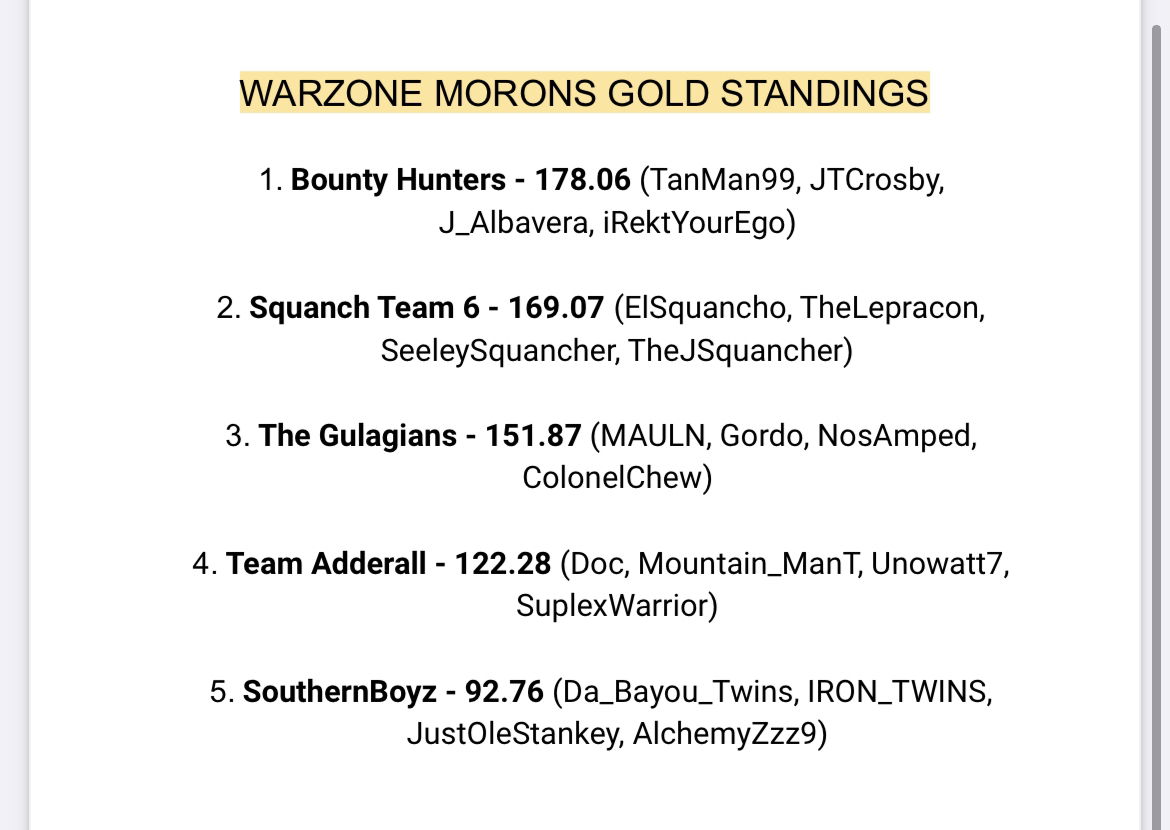 WARZONE MORONS GOLD STANDINGS
1. Bounty Hunters - 178.06 (TanMan99, JTCrosby,
J_Albavera, iRektYourEgo)
2. Squanch Team 6 - 169.07 (ElSquancho, TheLepracon,
SeeleySquancher, TheJSquancher)
3. The Gulagians - 151.87 (MAULN, Gordo, NosAmped,
ColonelChew)
4. Team Adderall - 122.28 (Doc, Mountain_ManT, Unowatt7,
SuplexWarrior)
5. SouthernBoyz - 92.76 (Da_Bayou_Twins, IRON_TWINS,
JustOleStankey, AlchemyZzz9)